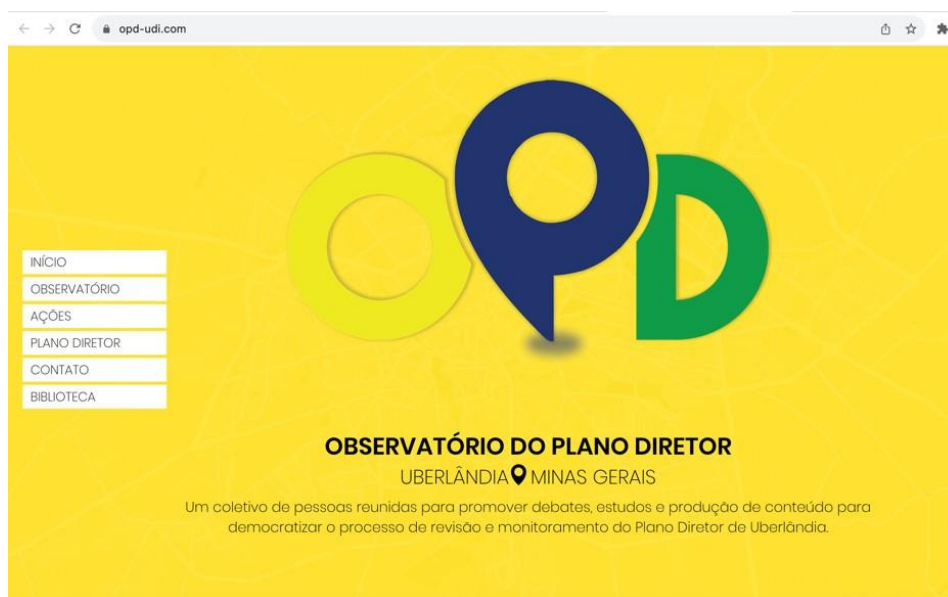 opd-udi.com
OPD
INÍCIO
OBSERVATÓRIO
AÇÕES
PLANO DIRETOR
CONTATO
BIBLIOTECA
OBSERVATÓRIO DO PLANO DIRETOR
UBERLÂNDIA MINAS GERAIS
Um coletivo de pessoas reunidas para promover debates, estudos e produção de conteúdo para
democratizar o processo de revisão e monitoramento do Plano Diretor de Uberlândia.